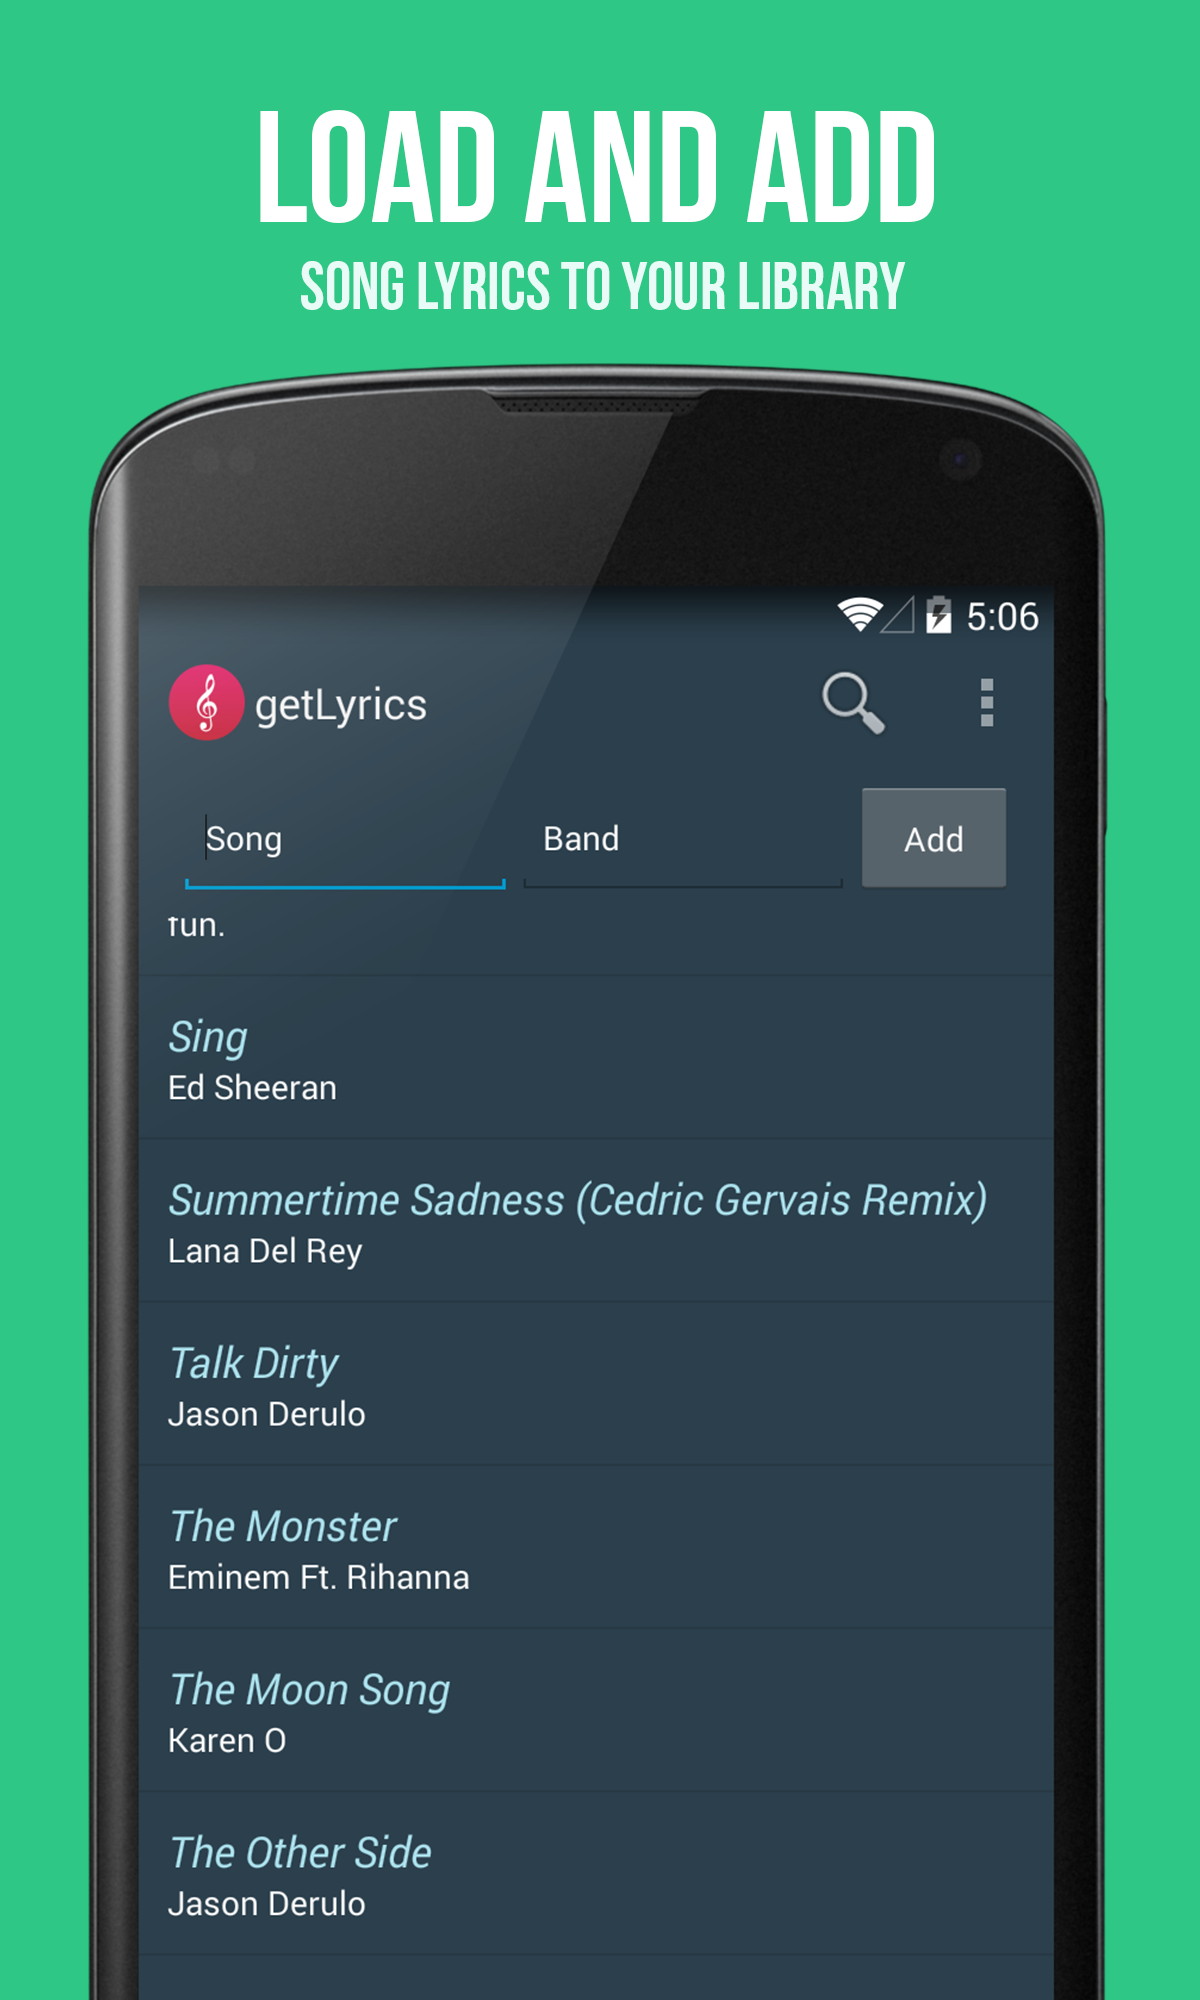 LOAD AND ADD
SONG LYRICS TO YOUR LIBRARY
5:06
getLyrics
Song Band Add
fun.
Sing
Ed Sheeran
Summertime Sadness (Cedric Gervais Remix)
Lana Del Rey
Talk Dirty
Jason Derulo
The Monster
Eminem Ft. Rihanna
The Moon Song
Karen O
The Other Side
Jason Derulo